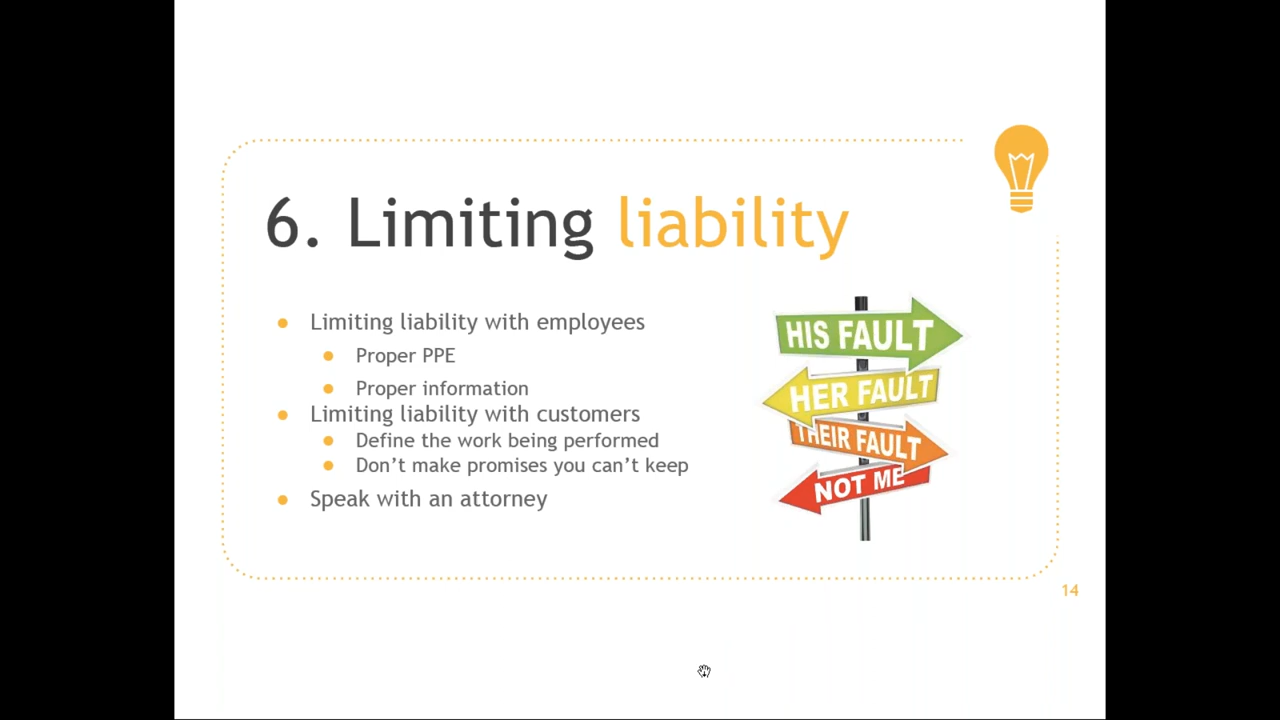 6. Limiting liability
Limiting liability with employees
Proper PPE
Proper information
Limiting liability with customers
Define the work being performed
Don’t make promises you can’t keep
Speak with an attorney
HIS FAULT
HER FAULT
THEIR FAULT
NOT ME
14